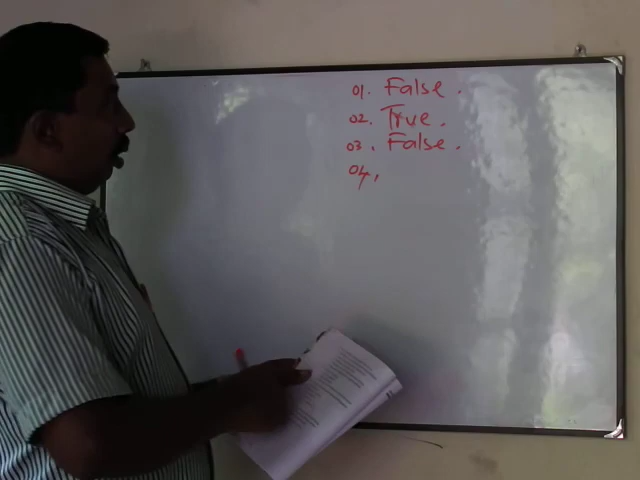 01. False.
02. True.
03. False.
04,